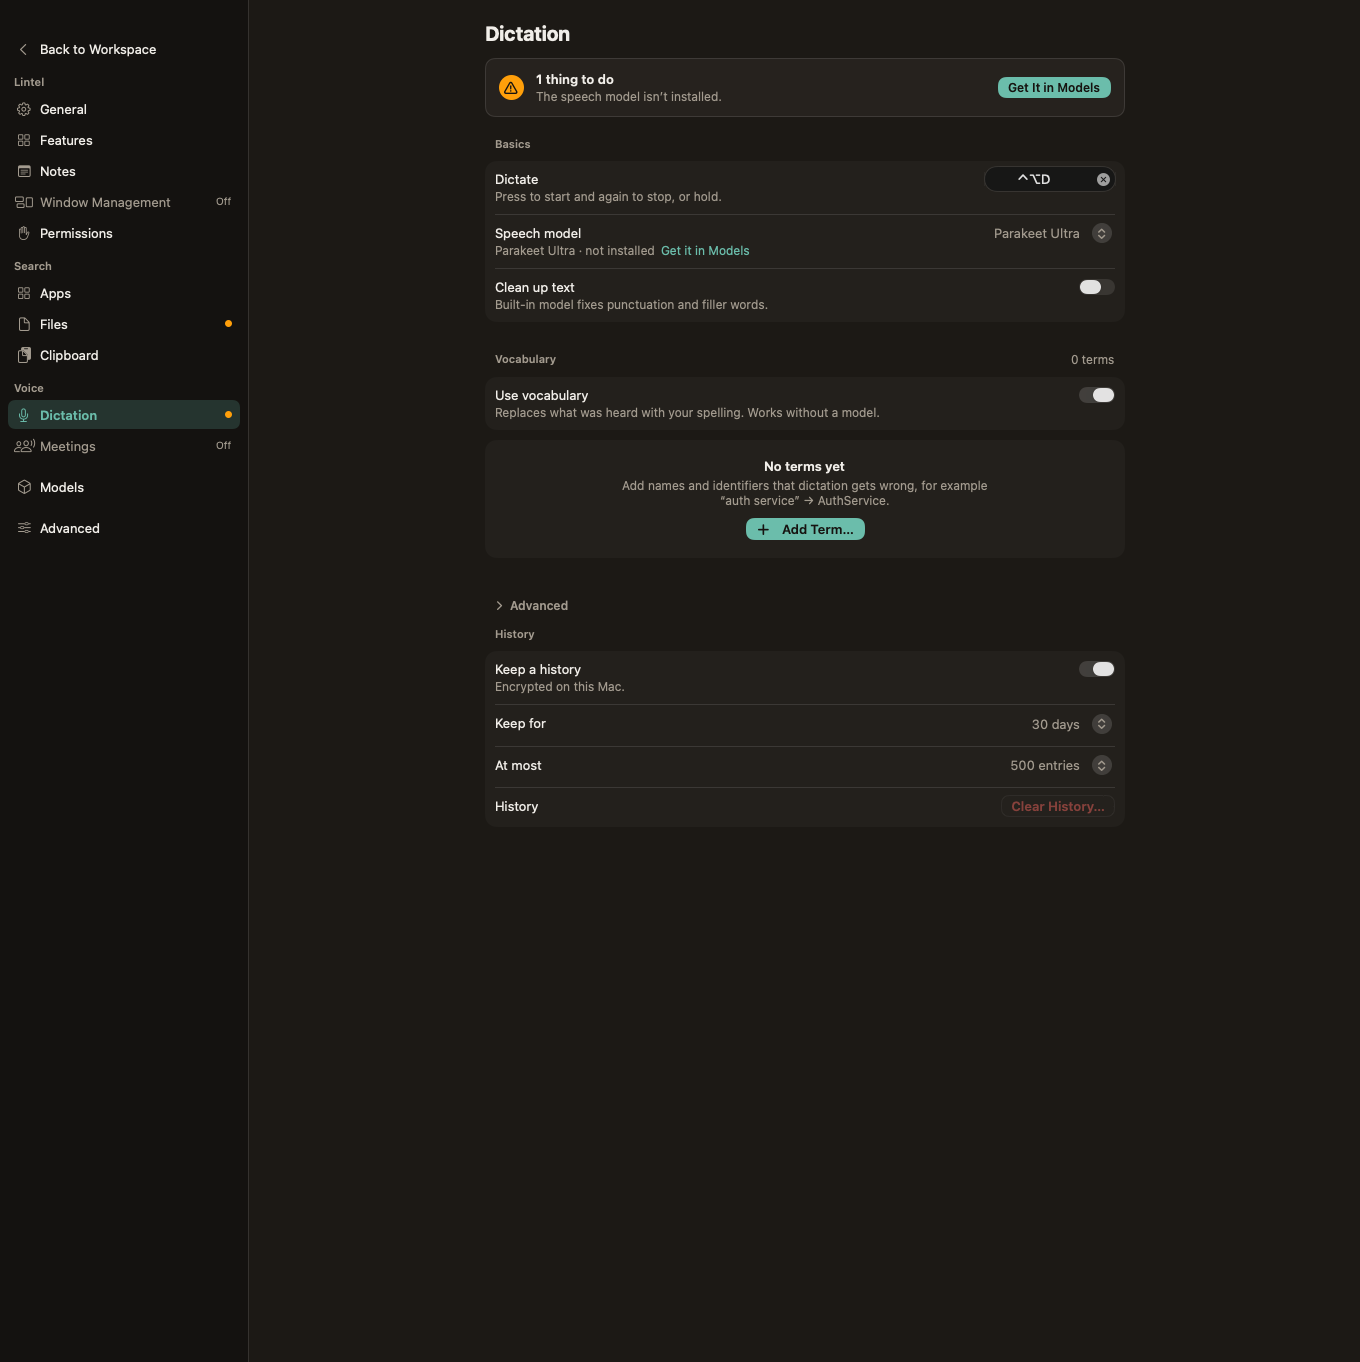 Back to Workspace
Lintel
General
Features
Notes
Window Management Off
Permissions
Search
Apps
Files
Clipboard
Voice
Dictation
Meetings Off
Models
Advanced
Dictation
1 thing to do
The speech model isn’t installed.
Get It in Models
Basics
Dictate
Press to start and again to stop, or hold.
⌃⌥D
Speech model
Parakeet Ultra · not installed Get it in Models
Parakeet Ultra
Clean up text
Built-in model fixes punctuation and filler words.
Vocabulary 0 terms
Use vocabulary
Replaces what was heard with your spelling. Works without a model.
No terms yet
Add names and identifiers that dictation gets wrong, for example
“auth service” → AuthService.
+ Add Term...
Advanced
History
Keep a history
Encrypted on this Mac.
Keep for 30 days
At most 500 entries
History Clear History...